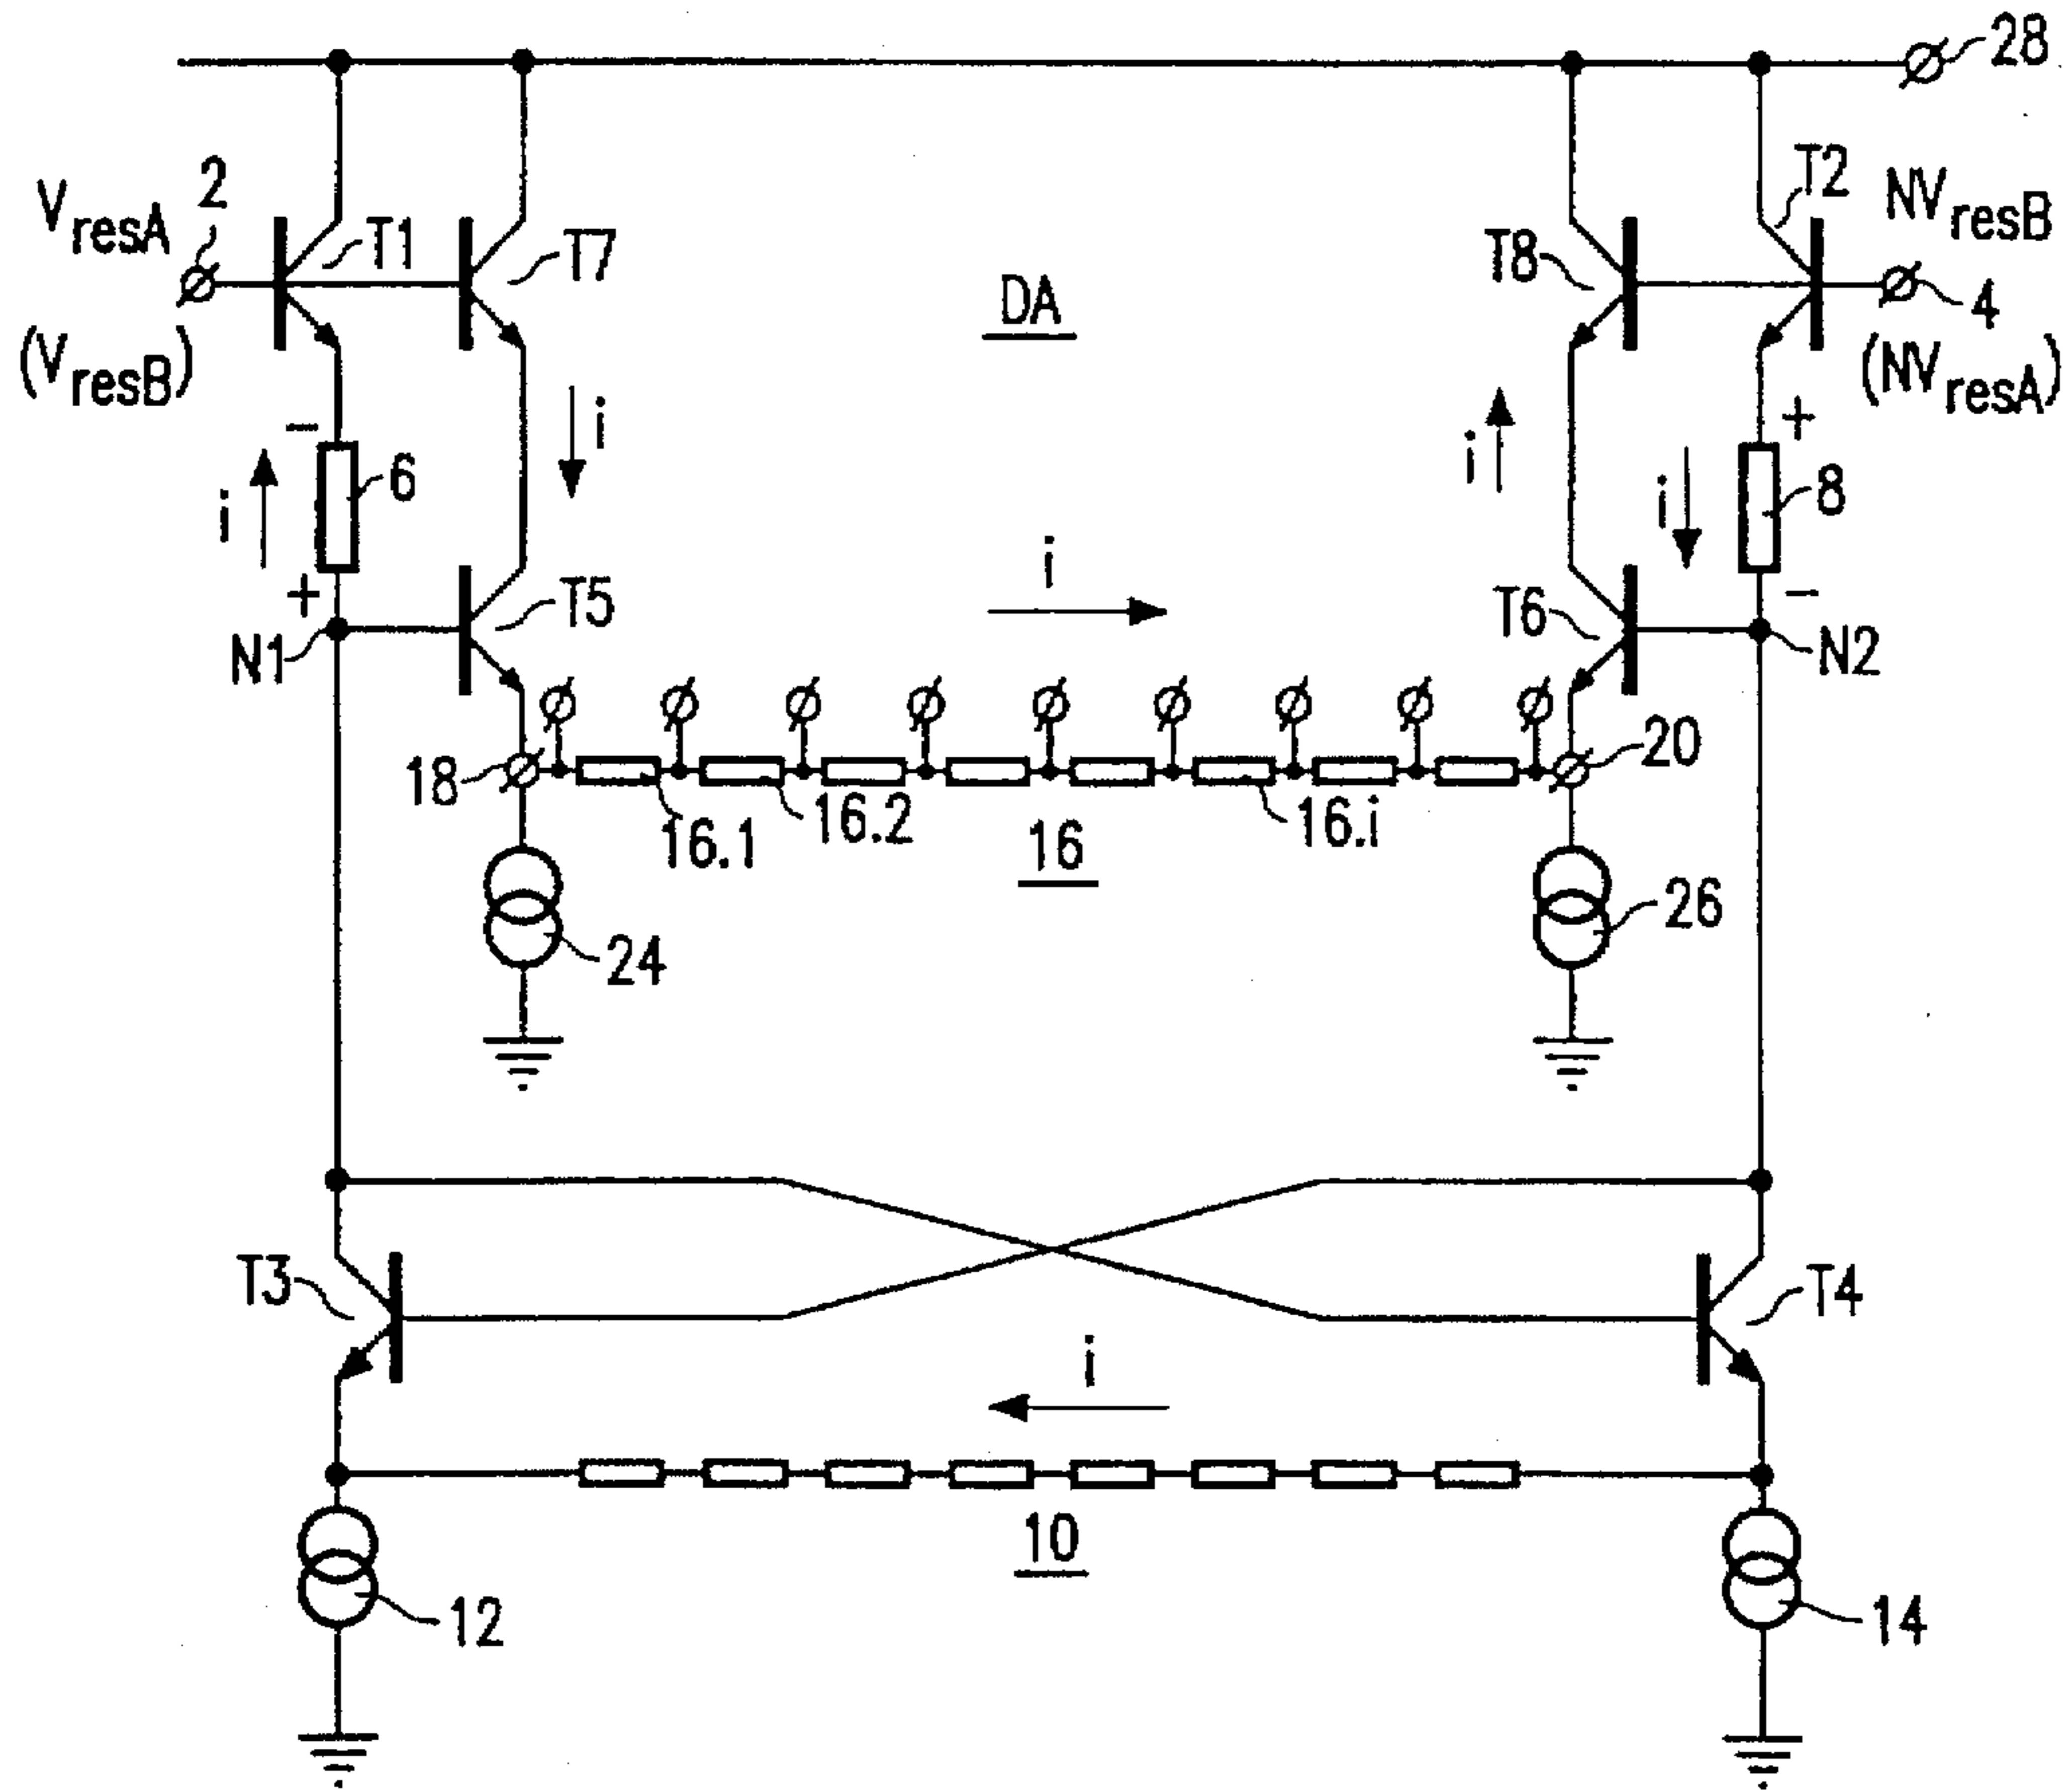 28
2
T2
VresA
T1
T7
T8
NVresB
DA
4
(VresB)
(NVresA)
i
−
+
i
6
i
i
8
i
+
T5
T6
−
N1
N2
18
20
16.1
16.2
16
16.i
24
26
T3
T4
i
10
12
14